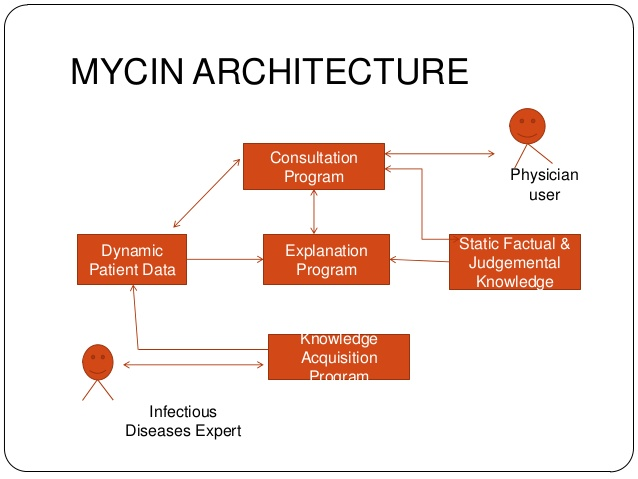 MYCIN ARCHITECTURE
Consultation
Program
Physician
user
Dynamic
Patient Data
Explanation
Program
Static Factual &
Judgemental
Knowledge
Knowledge
Acquisition
Program
Infectious
Diseases Expert